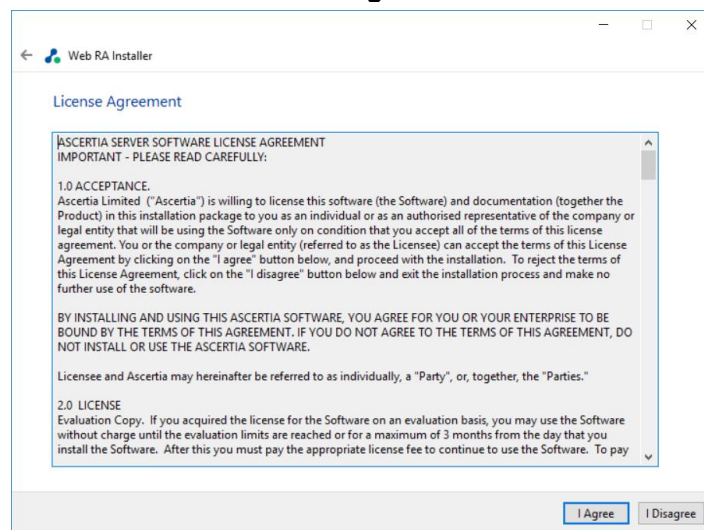 Web RA Installer
License Agreement
ASCERTIA SERVER SOFTWARE LICENSE AGREEMENT
IMPORTANT - PLEASE READ CAREFULLY:
1.0 ACCEPTANCE.
Ascertia Limited  ("Ascertia") is willing to license this software (the Software) and documentation (together the
Product) in this installation package to you as an individual or as an authorised representative of the company or
legal entity that will be using the Software only on condition that you accept all of the terms of this license
agreement. You or the company or legal entity (referred to as the Licensee) can accept the terms of this License
Agreement by clicking on the "I agree" button below, and proceed with the installation.  To reject the terms of
this License Agreement, click on the "I disagree" button below and exit the installation process and make no
further use of the software.
BY INSTALLING AND USING THIS ASCERTIA SOFTWARE, YOU AGREE FOR YOU OR YOUR ENTERPRISE TO BE
BOUND BY THE TERMS OF THIS AGREEMENT. IF YOU DO NOT AGREE TO THE TERMS OF THIS AGREEMENT, DO
NOT INSTALL OR USE THE ASCERTIA SOFTWARE.
Licensee and Ascertia may hereinafter be referred to as individually, a "Party", or, together, the "Parties."
2.0  LICENSE
Evaluation Copy.  If you acquired the license for the Software on an evaluation basis, you may use the Software
without charge until the evaluation limits are reached or for a maximum of 3 months from the day that you
install the Software.  After this you must pay the appropriate license fee to continue to use the Software.  To pay
I Agree
I Disagree